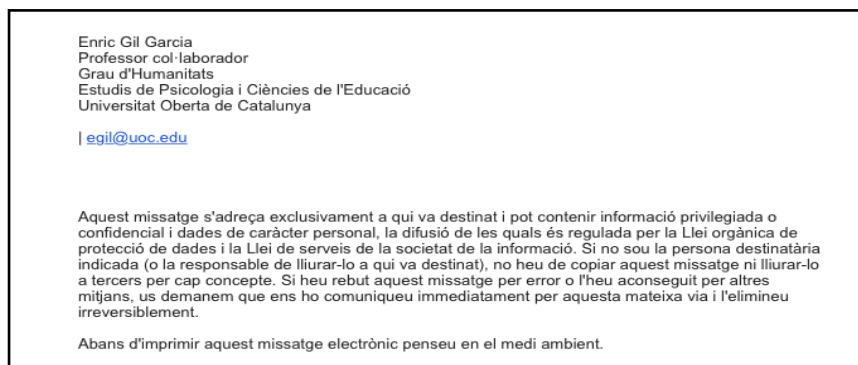 Enric Gil Garcia
Professor col·laborador
Grau d'Humanitats
Estudis de Psicologia i Ciències de l'Educació
Universitat Oberta de Catalunya
| egil@uoc.edu
Aquest missatge s'adreça exclusivament a qui va destinat i pot contenir informació privilegiada o
confidencial i dades de caràcter personal, la difusió de les quals és regulada per la Llei orgànica de
protecció de dades i la Llei de serveis de la societat de la informació. Si no sou la persona destinatària
indicada (o la responsable de lliurar-lo a qui va destinat), no heu de copiar aquest missatge ni lliurar-lo
a tercers per cap concepte. Si heu rebut aquest missatge per error o l'heu aconseguit per altres
mitjans, us demanem que ens ho comuniqueu immediatament per aquesta mateixa via i l'elimineu
irreversiblement.
Abans d'imprimir aquest missatge electrònic penseu en el medi ambient.